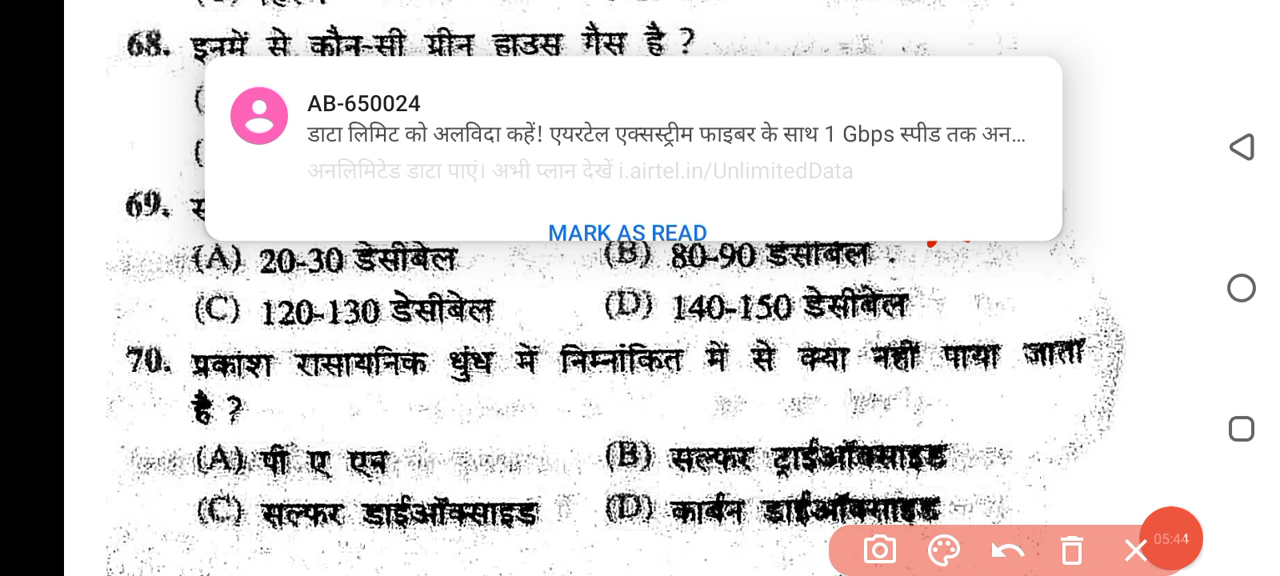 68. इनमें से कौन-सी ग्रीन हाउस गैस है ?
AB-650024
डाटा लिमिट को अलविदा कहें! एयरटेल एक्सस्ट्रीम फाइबर के साथ 1 Gbps स्पीड तक अन...
अनलिमिटेड डाटा पाएं। अभी प्लान देखें i.airtel.in/UnlimitedData
MARK AS READ
69.
(A) 20-30 डेसीबेल (B) 80-90 डेसीबेल
(C) 120-130 डेसीबेल (D) 140-150 डेसीबेल
70. प्रकाश रासायनिक धुंध में निम्नांकित में से क्या नहीं पाया जाता
है ?
(A) पी ए एन (B) सल्फर ट्राईऑक्साइड
(C) सल्फर डाईऑक्साइड (D) कार्बन डाईऑक्साइड
05:44